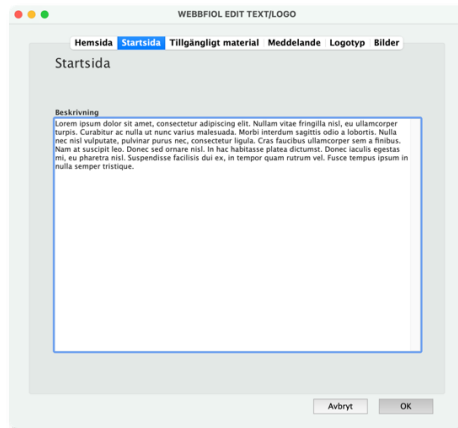 WEBBFIOL EDIT TEXT/LOGO
Hemsida Startsida Tillgängligt material Meddelande Logotyp Bilder
Startsida
Beskrivning
Lorem ipsum dolor sit amet, consectetur adipiscing elit. Nullam vitae fringilla nisl, eu ullamcorper
turpis. Curabitur ac nulla ut nunc varius malesuada. Morbi interdum sagittis odio a lobortis. Nulla
nec nisl vulputate, pulvinar purus nec, consectetur ligula. Cras faucibus ullamcorper sem a finibus.
Nam at suscipit leo. Donec sed ornare nisl. In hac habitasse platea dictumst. Donec iaculis egestas
mi, eu pharetra nisl. Suspendisse facilisis dui ex, in tempor quam rutrum vel. Fusce tempus ipsum in
nulla semper tristique.
Avbryt OK